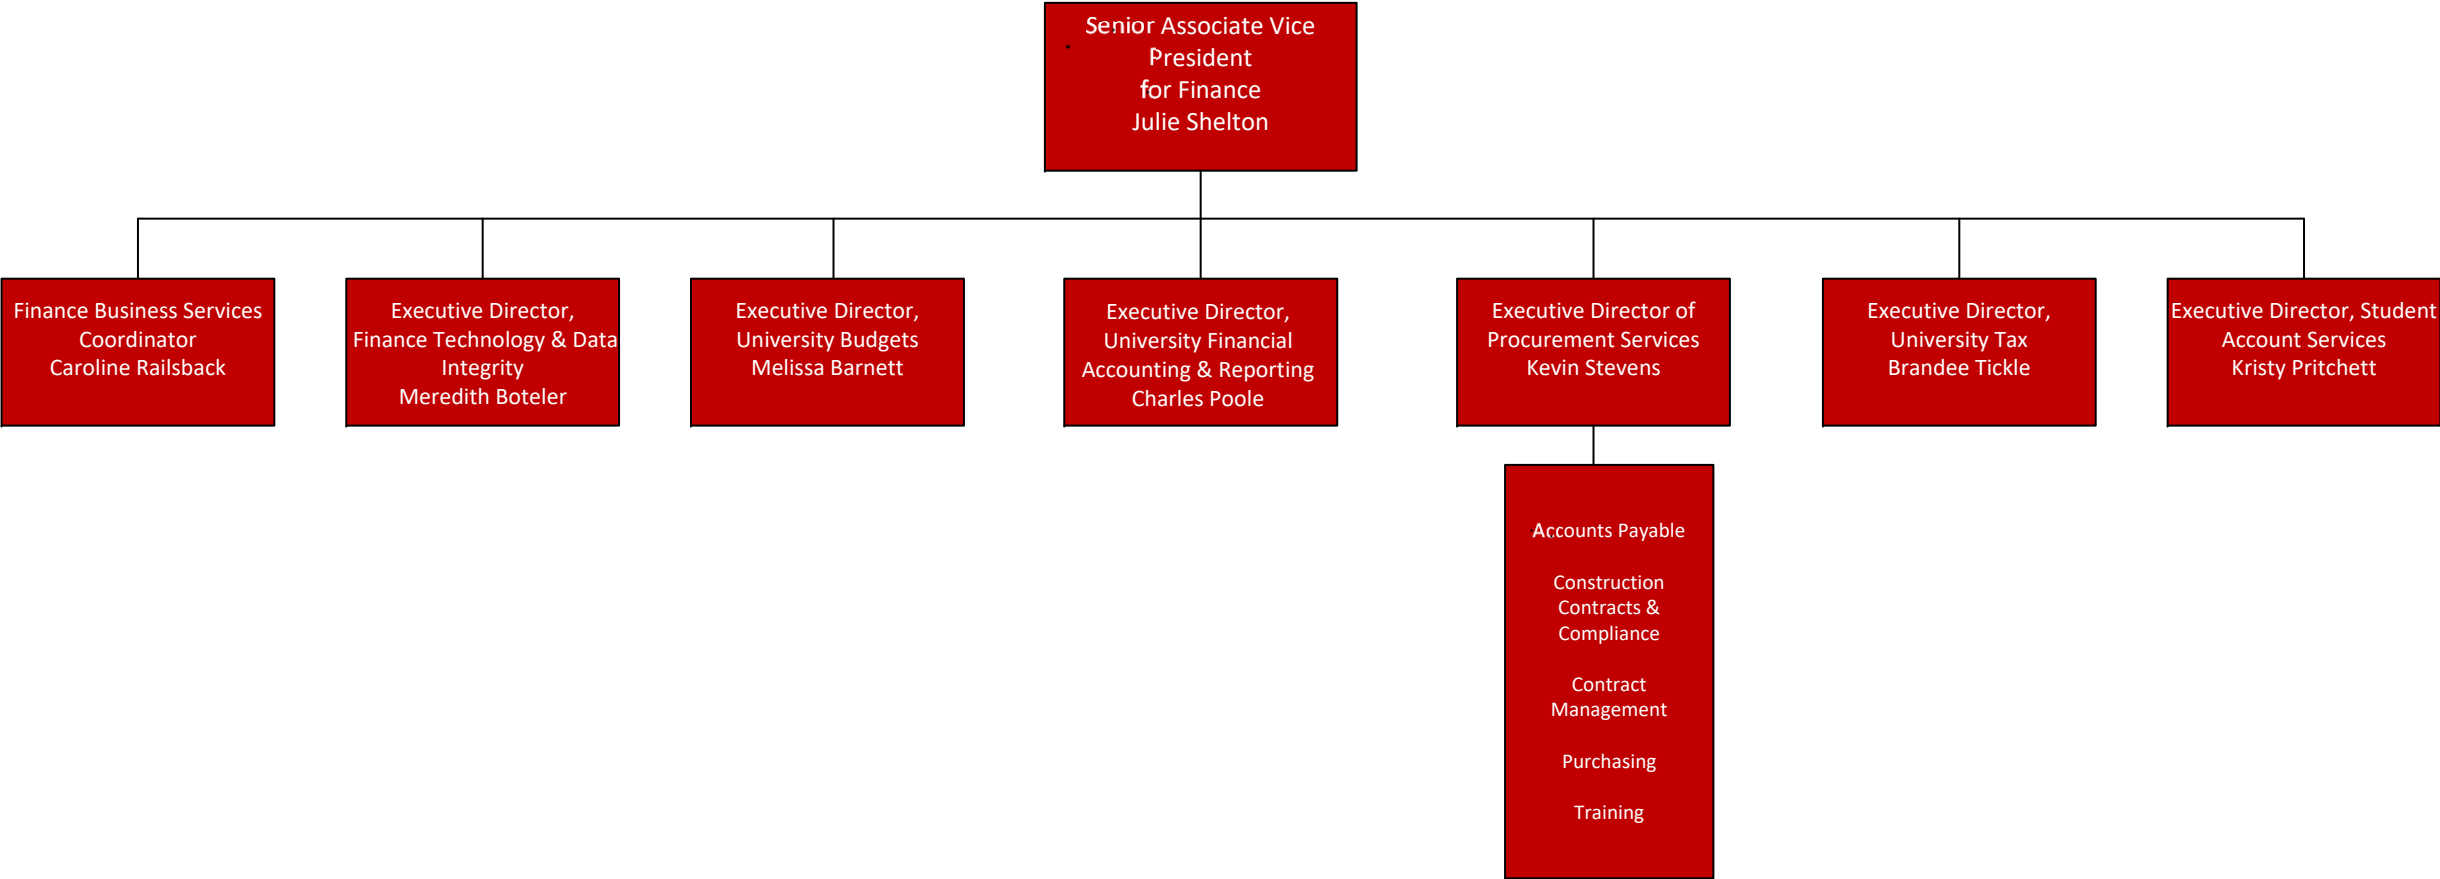 Senior Associate Vice
President
for Finance
Julie Shelton
Finance Business Services
Coordinator
Caroline Railsback
Executive Director,
Finance Technology & Data
Integrity
Meredith Boteler
Executive Director,
University Budgets
Melissa Barnett
Executive Director,
University Financial
Accounting & Reporting
Charles Poole
Executive Director of
Procurement Services
Kevin Stevens
Executive Director,
University Tax
Brandee Tickle
Executive Director, Student
Account Services
Kristy Pritchett
Accounts Payable
Construction
Contracts &
Compliance
Contract
Management
Purchasing
Training